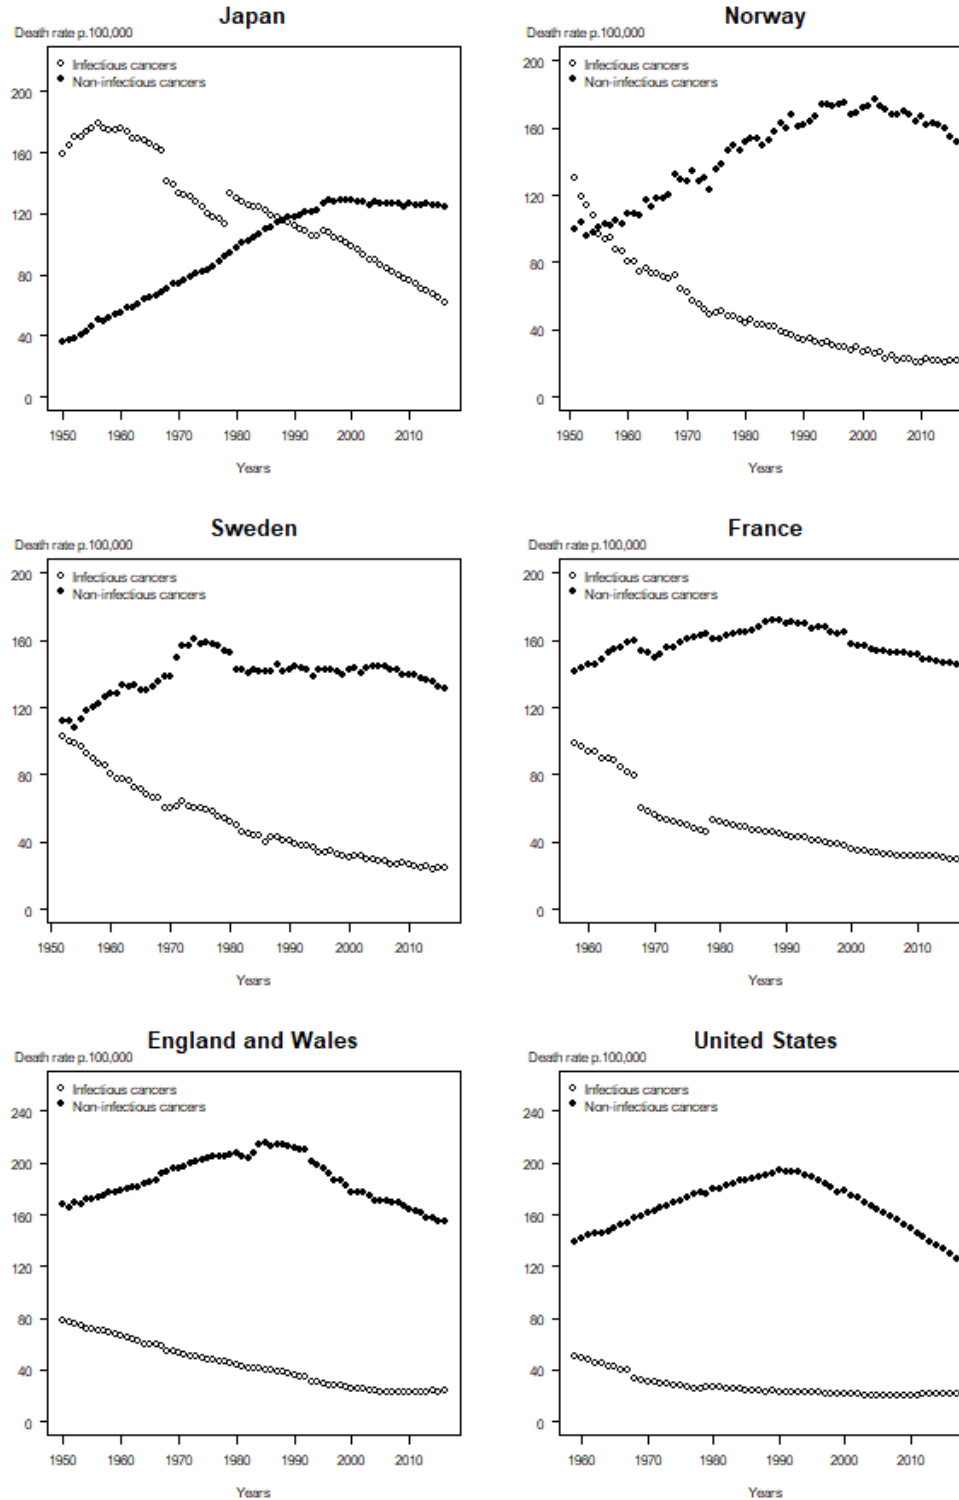 Japan
Death rate p.100,000
Infectious cancers
Non-infectious cancers
200
160
120
80
40
0
1950 1960 1970 1980 1990 2000 2010
Years
Norway
Death rate p.100,000
Infectious cancers
Non-infectious cancers
200
160
120
80
40
0
1950 1960 1970 1980 1990 2000 2010
Years
Sweden
Death rate p.100,000
Infectious cancers
Non-infectious cancers
200
160
120
80
40
0
1950 1960 1970 1980 1990 2000 2010
Years
France
Death rate p.100,000
Infectious cancers
Non-infectious cancers
200
160
120
80
40
0
1960 1970 1980 1990 2000 2010
Years
England and Wales
Death rate p.100,000
Infectious cancers
Non-infectious cancers
240
200
160
120
80
40
0
1950 1960 1970 1980 1990 2000 2010
Years
United States
Death rate p.100,000
Infectious cancers
Non-infectious cancers
240
200
160
120
80
40
0
1960 1970 1980 1990 2000 2010
Years